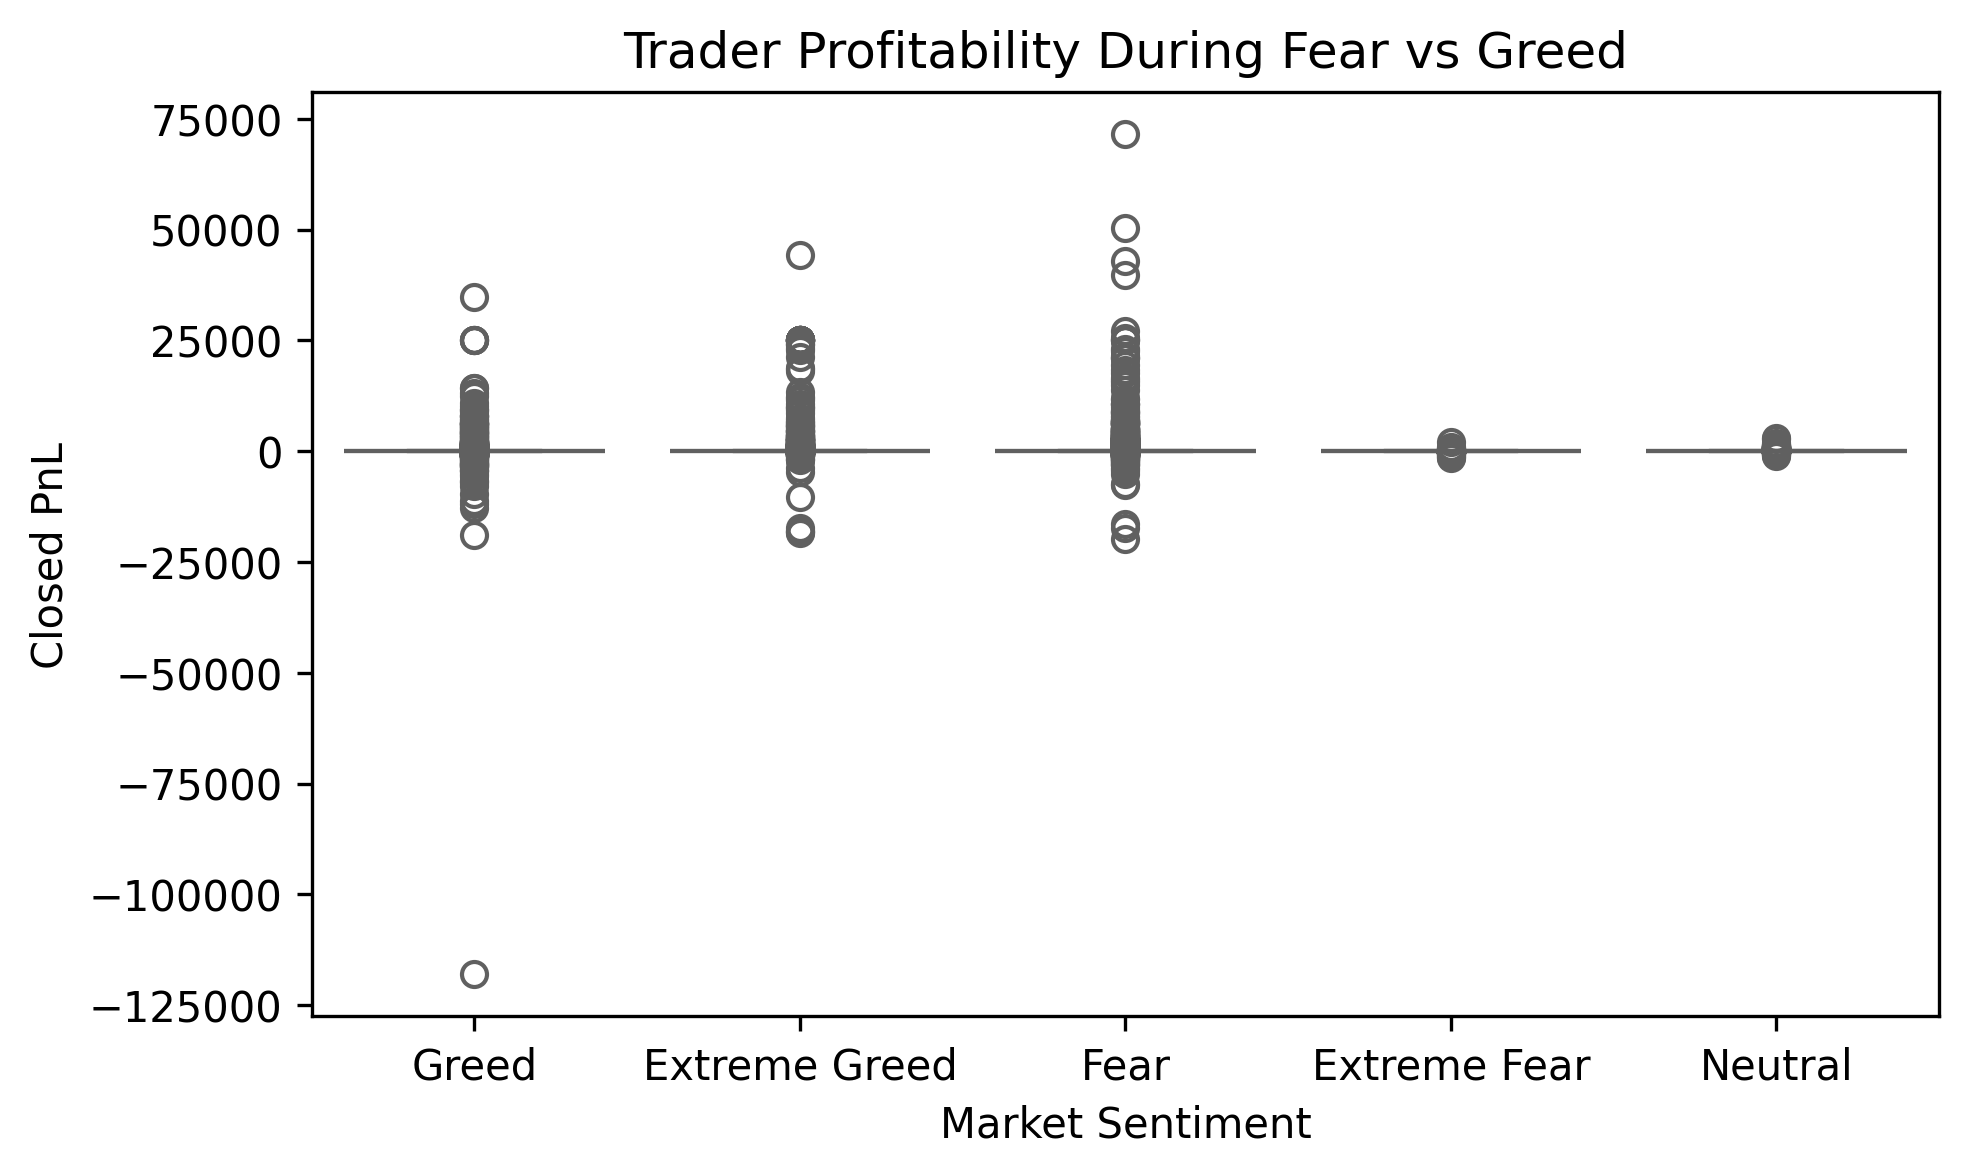 Trader Profitability During Fear vs Greed
75000
50000
25000
0
−25000
−50000
−75000
−100000
−125000
Closed PnL
Greed
Extreme Greed
Fear
Extreme Fear
Neutral
Market Sentiment